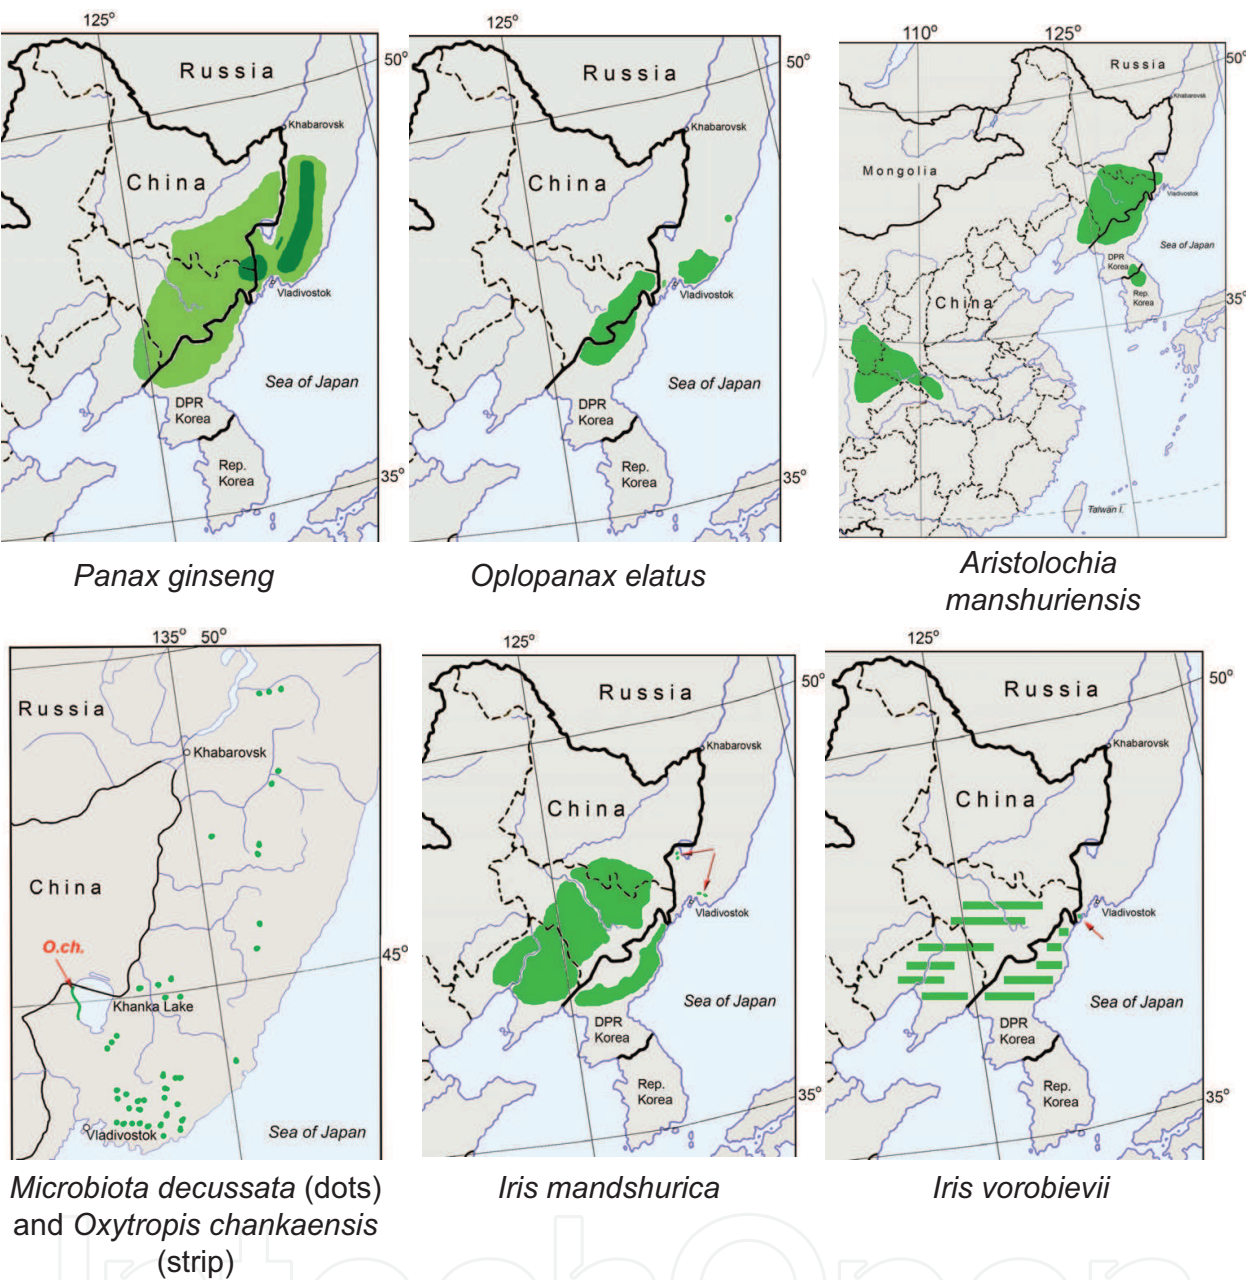 125°
50°
Russia
Khabarovsk
China
Vladivostok
Sea of Japan
DPR
Korea
Rep.
Korea
35°
Panax ginseng
125°
50°
Russia
Khabarovsk
China
Vladivostok
Sea of Japan
DPR
Korea
Rep.
Korea
35°
Oplopanax elatus
110°
125°
50°
Russia
Khabarovsk
Mongolia
Vladivostok
Sea of Japan
DPR
Korea
Rep.
Korea
China
35°
Taiwan I.
Aristolochia
manshuriensis
135° 50°
Russia
Khabarovsk
China
O.ch.
45°
Khanka Lake
Vladivostok
Sea of Japan
Microbiota decussata (dots)
and Oxytropis chankaensis
(strip)
125°
50°
Russia
Khabarovsk
China
Vladivostok
Sea of Japan
DPR
Korea
Rep.
Korea
35°
Iris mandshurica
125°
50°
Russia
Khabarovsk
China
Vladivostok
Sea of Japan
DPR
Korea
Rep.
Korea
35°
Iris vorobievii
IntechOpen